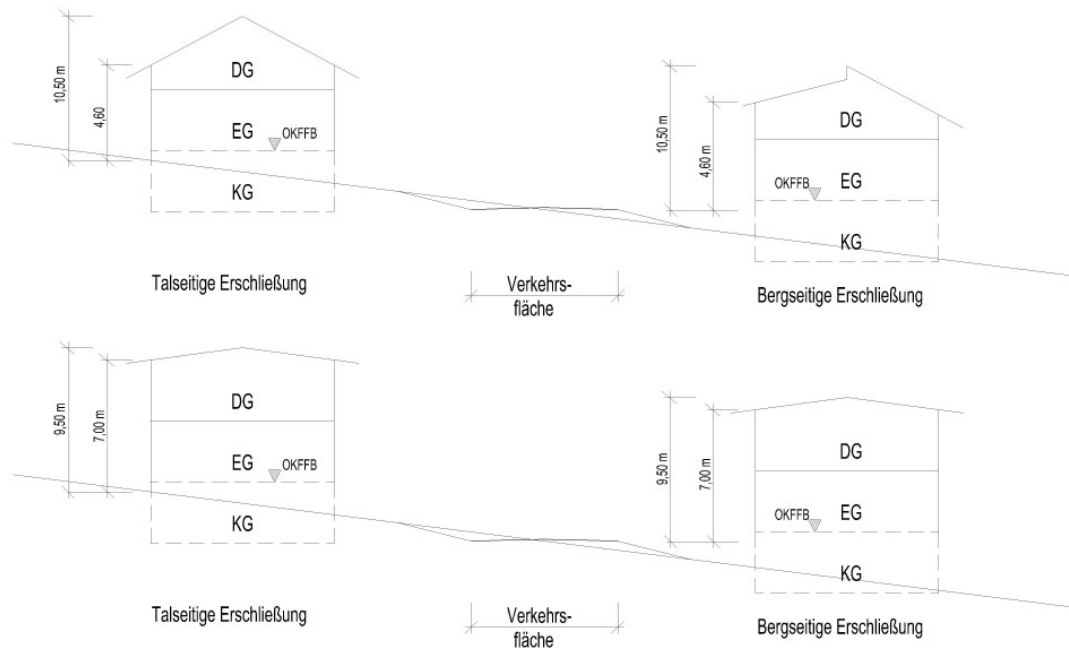 10,50 m
4,60
DG
EG
OKFFB
KG
Talseitige Erschließung
Verkehrs-
fläche
10,50 m
4,60 m
DG
OKFFB
EG
KG
Bergseitige Erschließung
9,50 m
7,00 m
DG
EG
OKFFB
KG
Talseitige Erschließung
Verkehrs-
fläche
9,50 m
7,00 m
DG
OKFFB
EG
KG
Bergseitige Erschließung